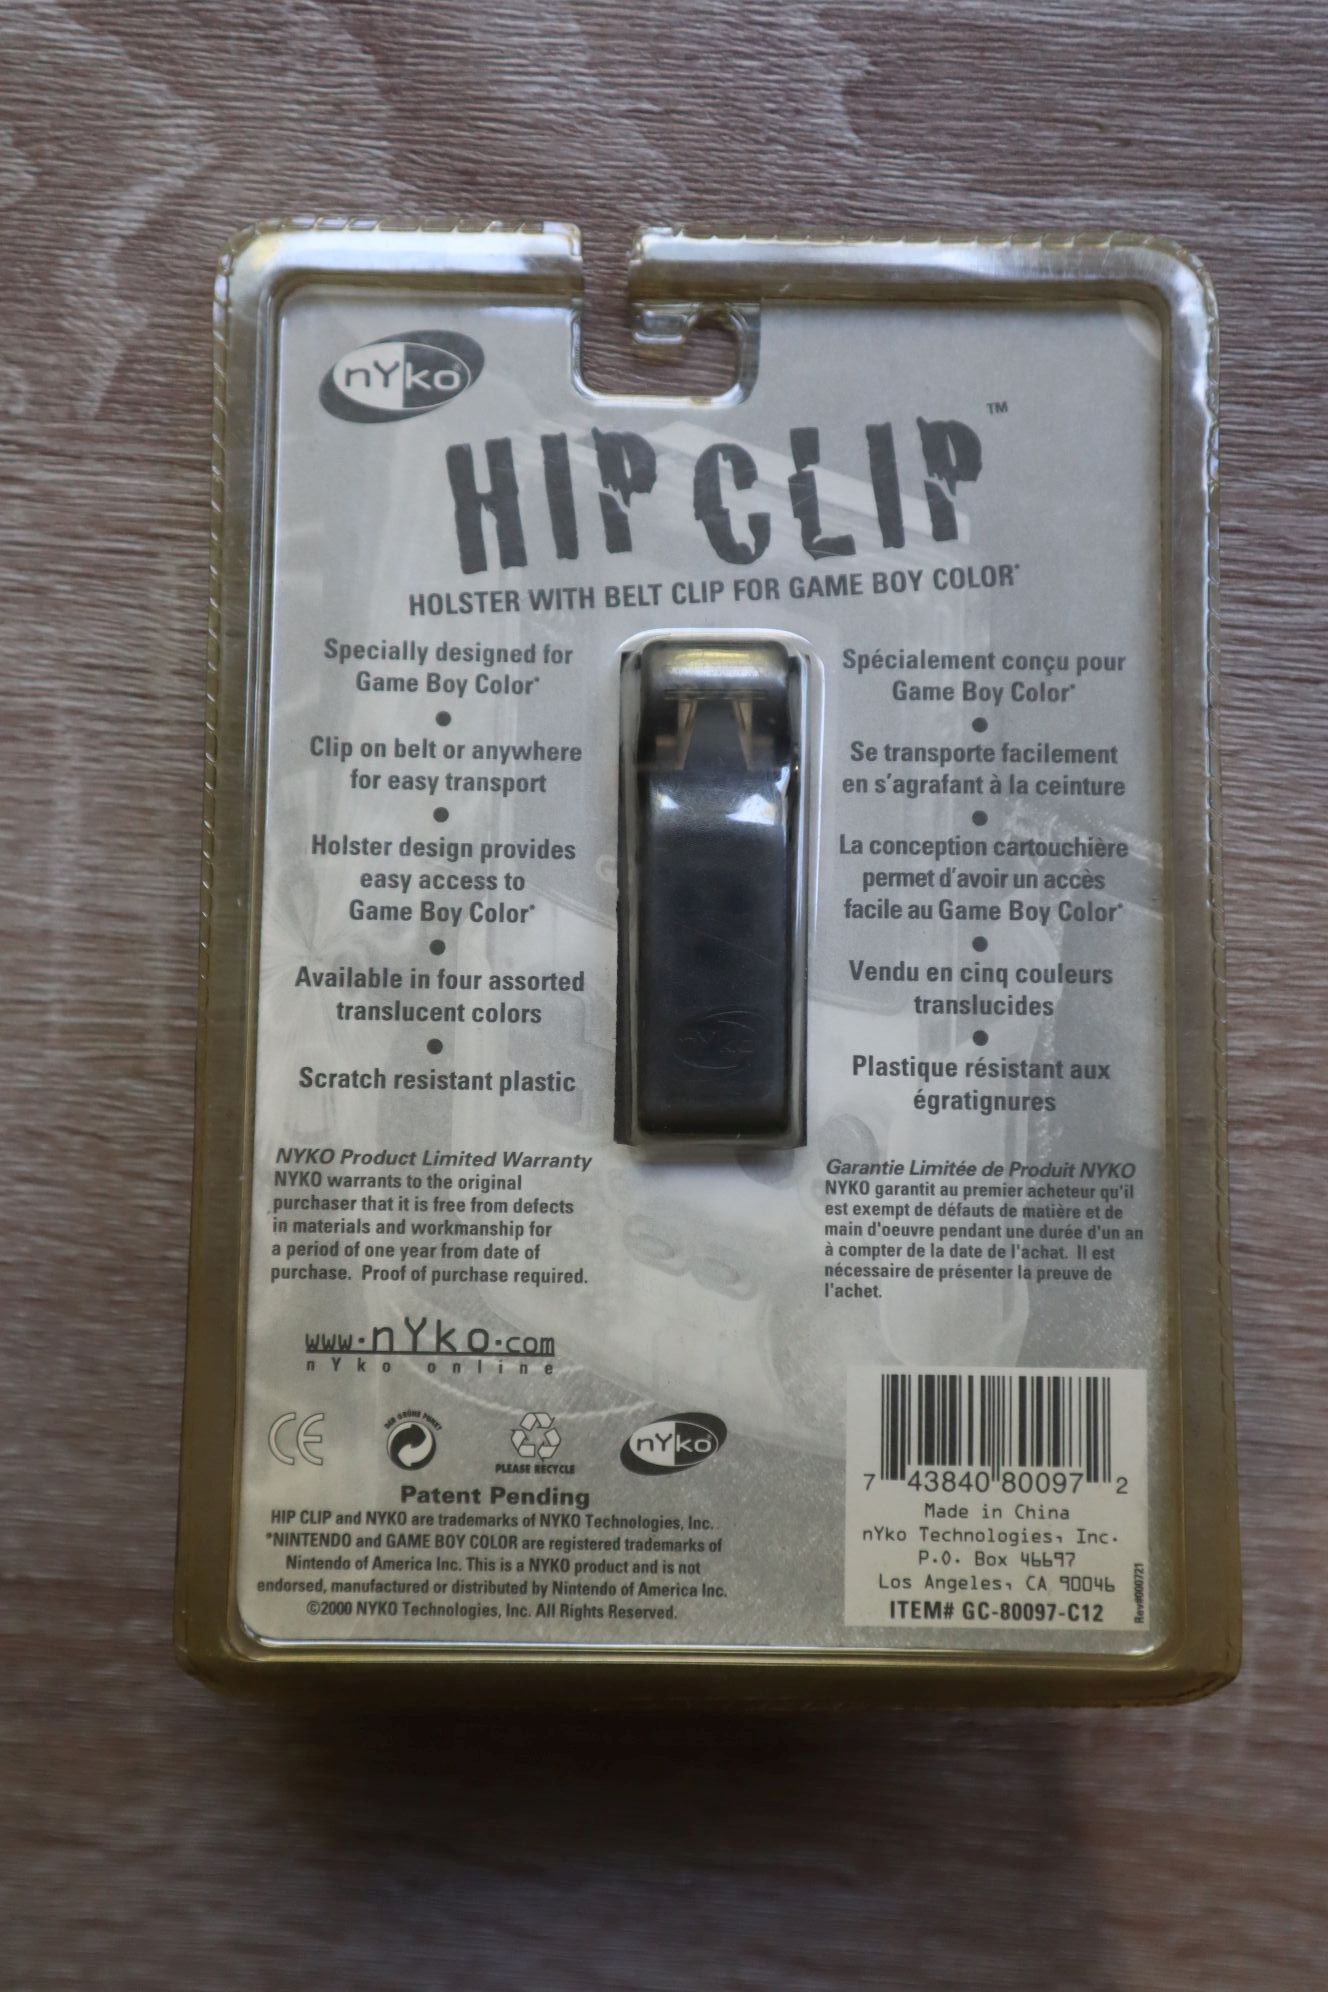 nYko®
HIP CLIP™
HOLSTER WITH BELT CLIP FOR GAME BOY COLOR*
Specially designed for
Game Boy Color*
●
Clip on belt or anywhere
for easy transport
●
Holster design provides
easy access to
Game Boy Color*
●
Available in four assorted
translucent colors
●
Scratch resistant plastic
Spécialement conçu pour
Game Boy Color*
●
Se transporte facilement
en s'agrafant à la ceinture
●
La conception cartouchière
permet d'avoir un accès
facile au Game Boy Color*
●
Vendu en cinq couleurs
translucides
●
Plastique résistant aux
égratignures
nYko
NYKO Product Limited Warranty
NYKO warrants to the original
purchaser that it is free from defects
in materials and workmanship for
a period of one year from date of
purchase. Proof of purchase required.
Garantie Limitée de Produit NYKO
NYKO garantit au premier acheteur qu'il
est exempt de défauts de matière et de
main d'oeuvre pendant une durée d'un an
à compter de la date de l'achat. Il est
nécessaire de présenter la preuve de
l'achet.
www.nYko.com
nYko online
CE
DER GRÜNE PUNKT
PLEASE RECYCLE
nYko®
Patent Pending
HIP CLIP and NYKO are trademarks of NYKO Technologies, Inc.
*NINTENDO and GAME BOY COLOR are registered trademarks of
Nintendo of America Inc. This is a NYKO product and is not
endorsed, manufactured or distributed by Nintendo of America Inc.
©2000 NYKO Technologies, Inc. All Rights Reserved.
7 43840 80097 2
Made in China
nYko Technologies, Inc.
P.O. Box 46697
Los Angeles, CA 90046
ITEM# GC-80097-C12
Rev#000721